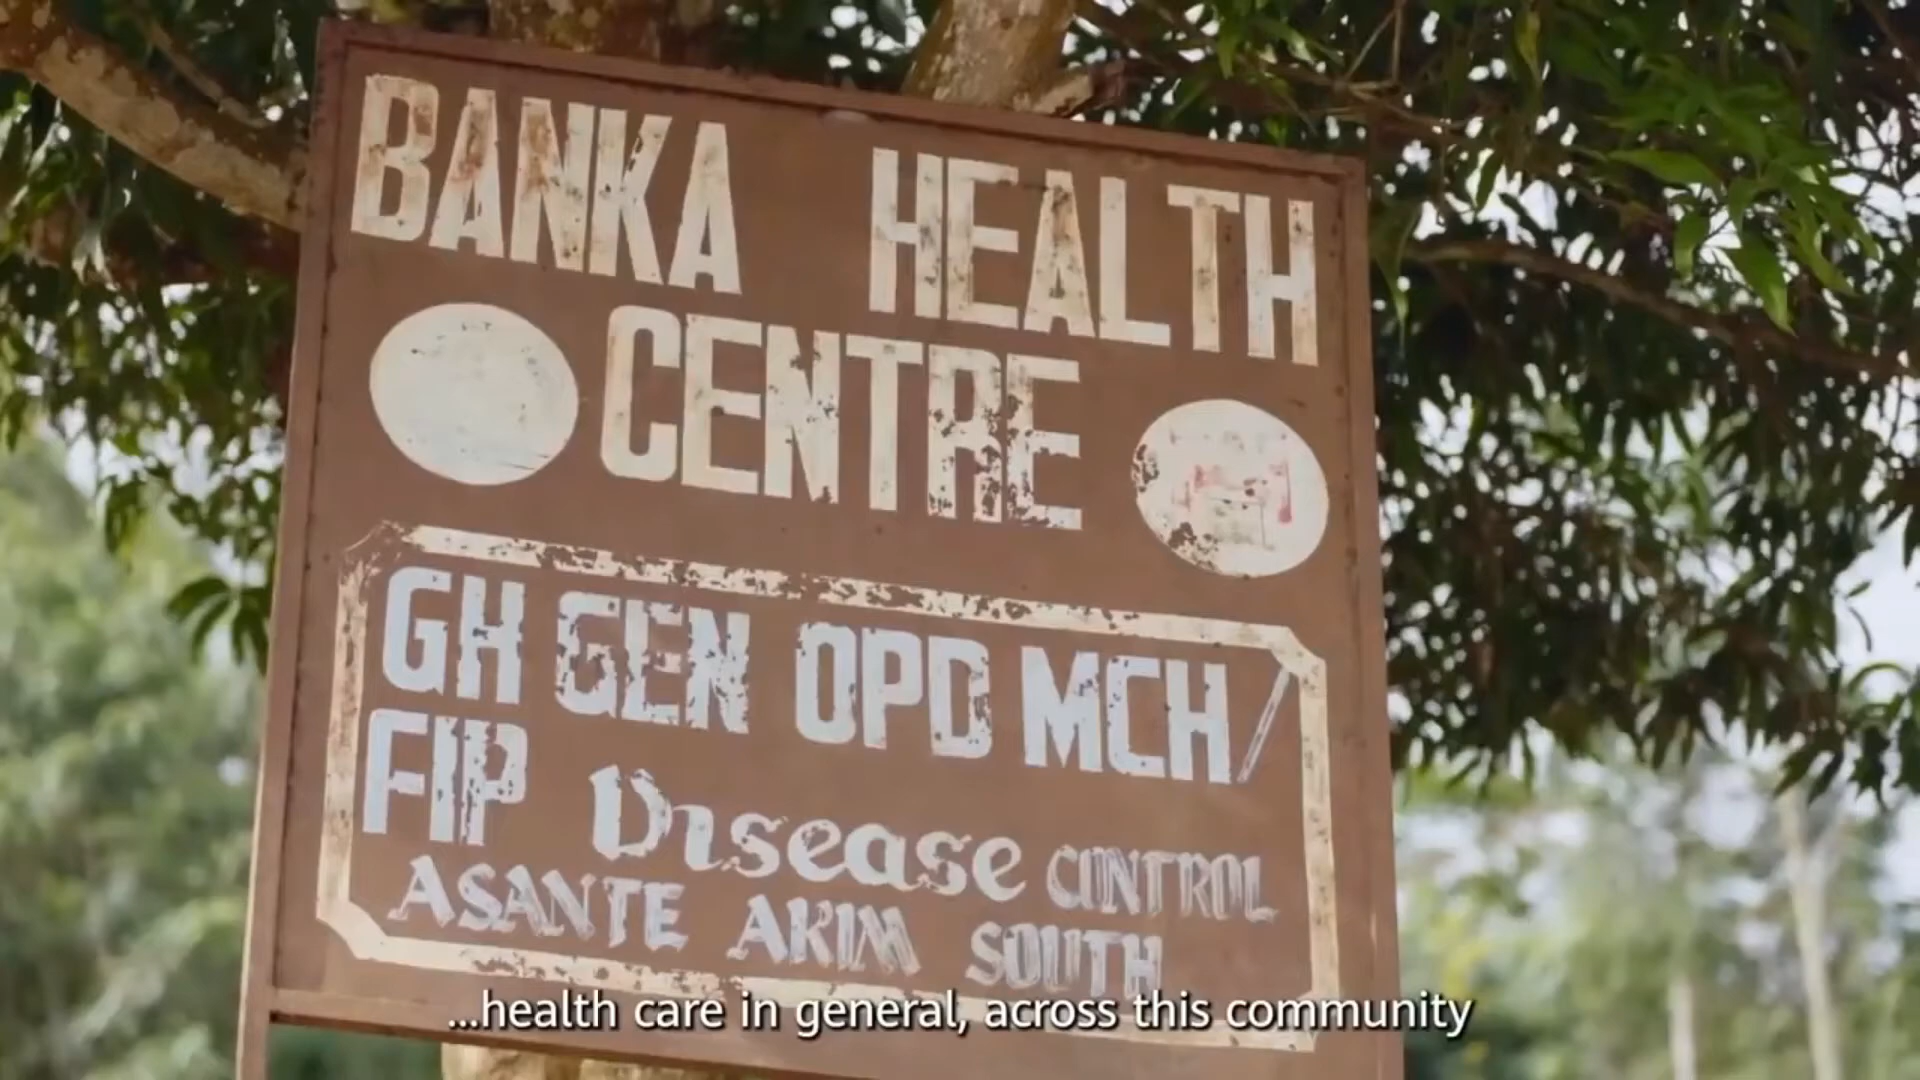 BANKA HEALTH
CENTRE
GH GEN OPD MCH/
FIP Disease CONTROL
ASANTE AKIM SOUTH
...health care in general, across this community